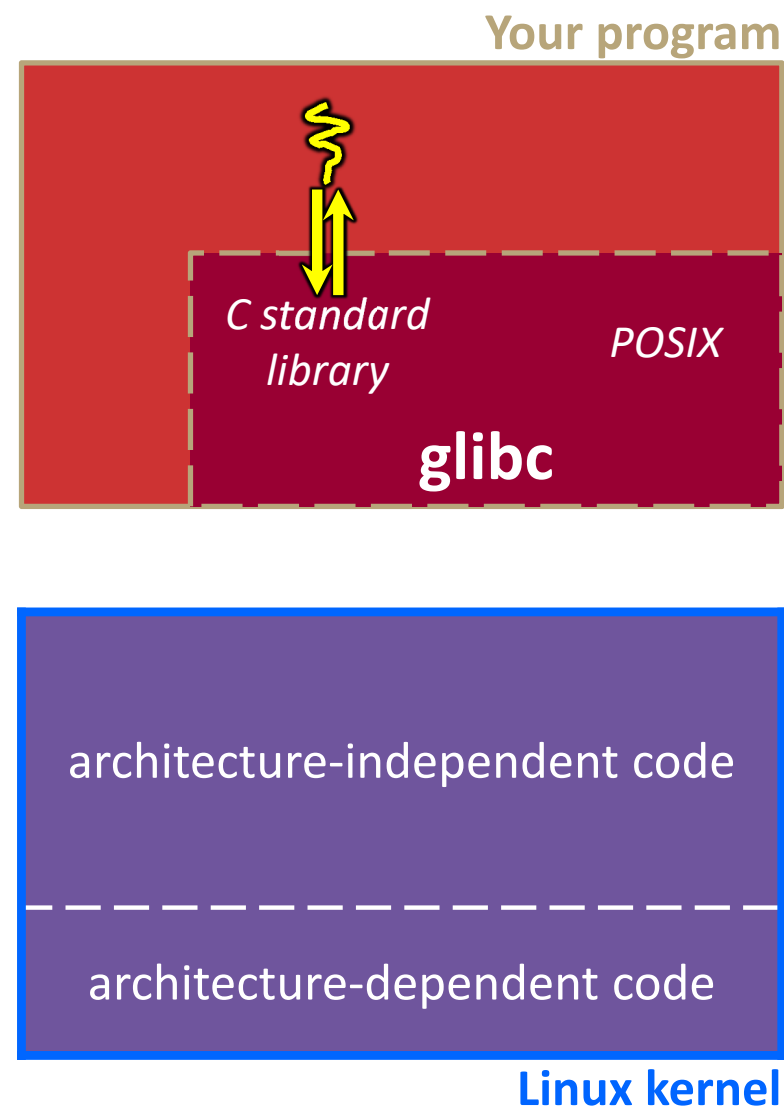 Your program
C standard
library
POSIX
glibc
architecture-independent code
architecture-dependent code
Linux kernel